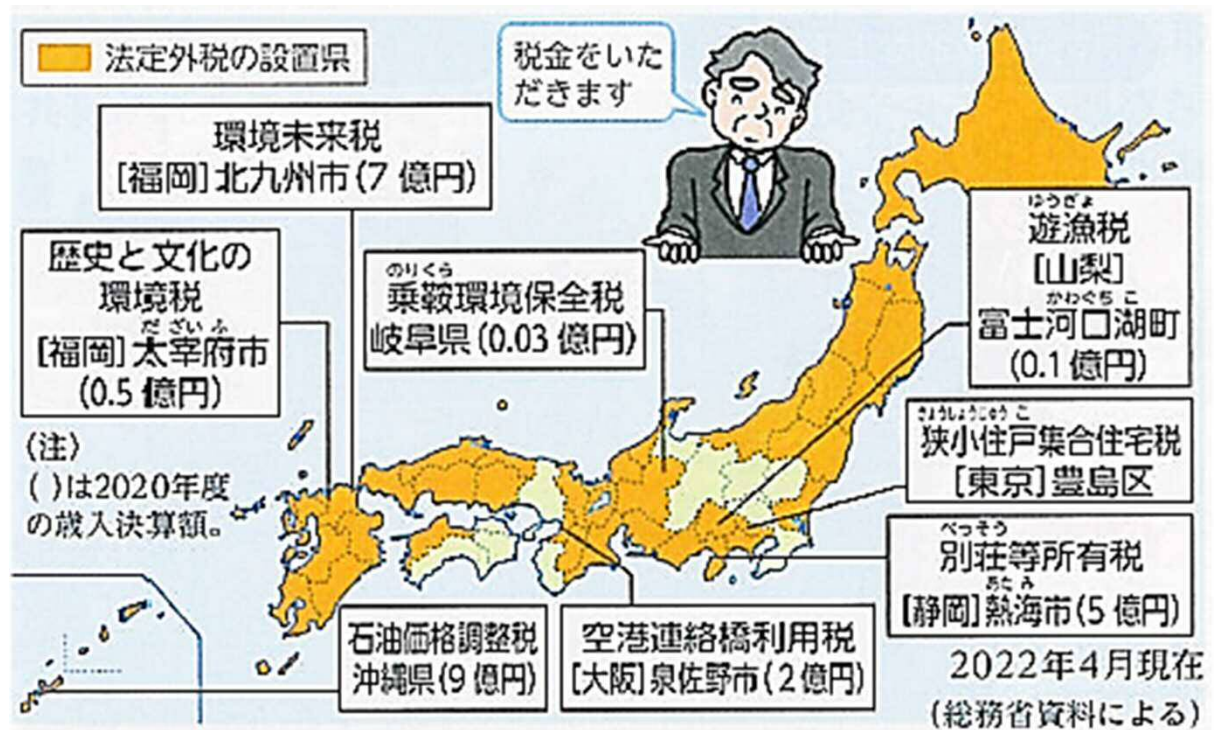 法定外税の設置県
税金をいた
だきます
環境未来税
[福岡]北九州市(7億円)
歴史と文化の
環境税
だざいふ
[福岡]太宰府市
(0.5億円)
のりくら
乗鞍環境保全税
岐阜県(0.03億円)
ゆうぎょ
遊漁税
[山梨]
かわぐちこ
富士河口湖町
(0.1億円)
きょうしょうじゅうこ
狭小住戸集合住宅税
[東京]豊島区
べっそう
別荘等所有税
あたみ
[静岡]熱海市(5億円)
〈注〉
( )は2020年度
の歳入決算額。
石油価格調整税
沖縄県(9億円)
空港連絡橋利用税
[大阪]泉佐野市(2億円)
2022年4月現在
(総務省資料による)